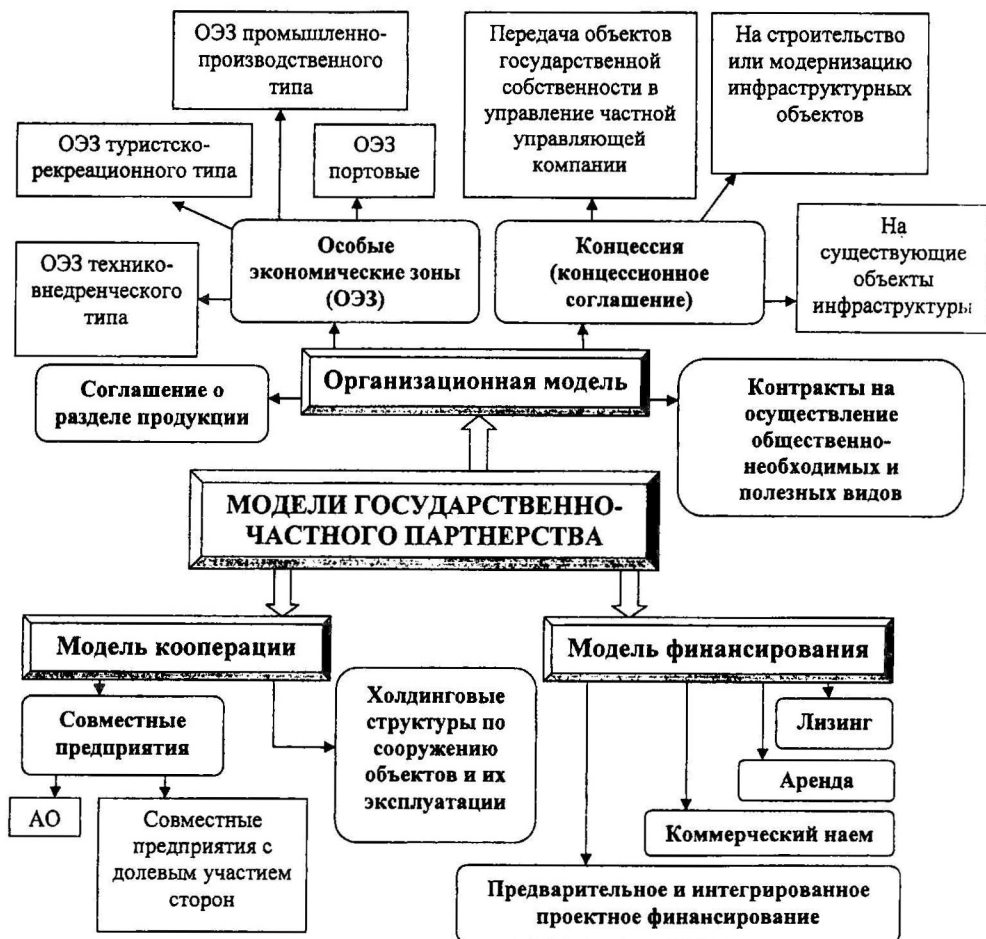 ОЭЗ промышленно-
производственного
типа
Передача объектов
государственной
собственности в
управление частной
управляющей
компании
На строительство
или модернизацию
инфраструктурных
объектов
ОЭЗ туристско-
рекреационного типа
ОЭЗ
портовые
ОЭЗ технико-
внедренческого
типа
Особые
экономические зоны
(ОЭЗ)
Концессия
(концессионное
соглашение)
На
существующие
объекты
инфраструктуры
Соглашение о
разделе продукции
Организационная модель
Контракты на
осуществление
общественно-
необходимых и
полезных видов
МОДЕЛИ ГОСУДАРСТВЕННО-
ЧАСТНОГО ПАРТНЕРСТВА
Модель кооперации
Модель финансирования
Совместные
предприятия
Холдинговые
структуры по
сооружению
объектов и их
эксплуатации
Лизинг
Аренда
АО
Совместные
предприятия с
долевым участием
сторон
Коммерческий наем
Предварительное и интегрированное
проектное финансирование